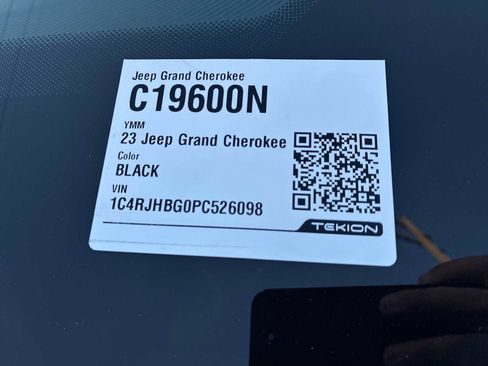 Jeep Grand Cherokee
C19600N
YMM
23 Jeep Grand Cherokee
Color
BLACK
VIN
1C4RJHBG0PC526098
TEKION